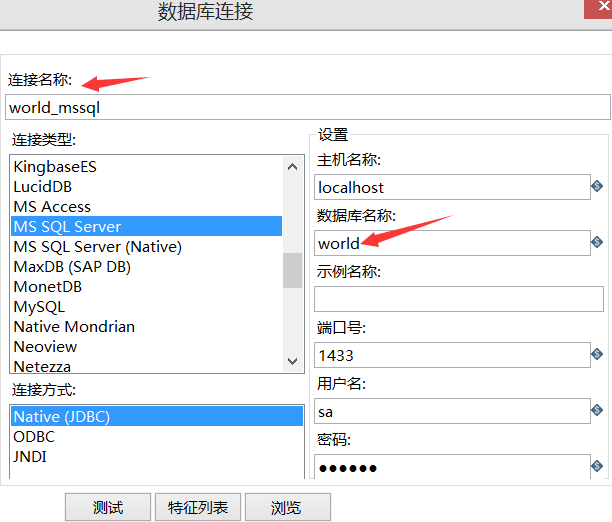 数据库连接
连接名称:
world_mssql
连接类型:
KingbaseES
LucidDB
MS Access
MS SQL Server
MS SQL Server (Native)
MaxDB (SAP DB)
MonetDB
MySQL
Native Mondrian
Neoview
Netezza
连接方式:
Native (JDBC)
ODBC
JNDI
设置
主机名称:
localhost
数据库名称:
world
示例名称:
端口号:
1433
用户名:
sa
密码:
●●●●●●
测试
特征列表
浏览